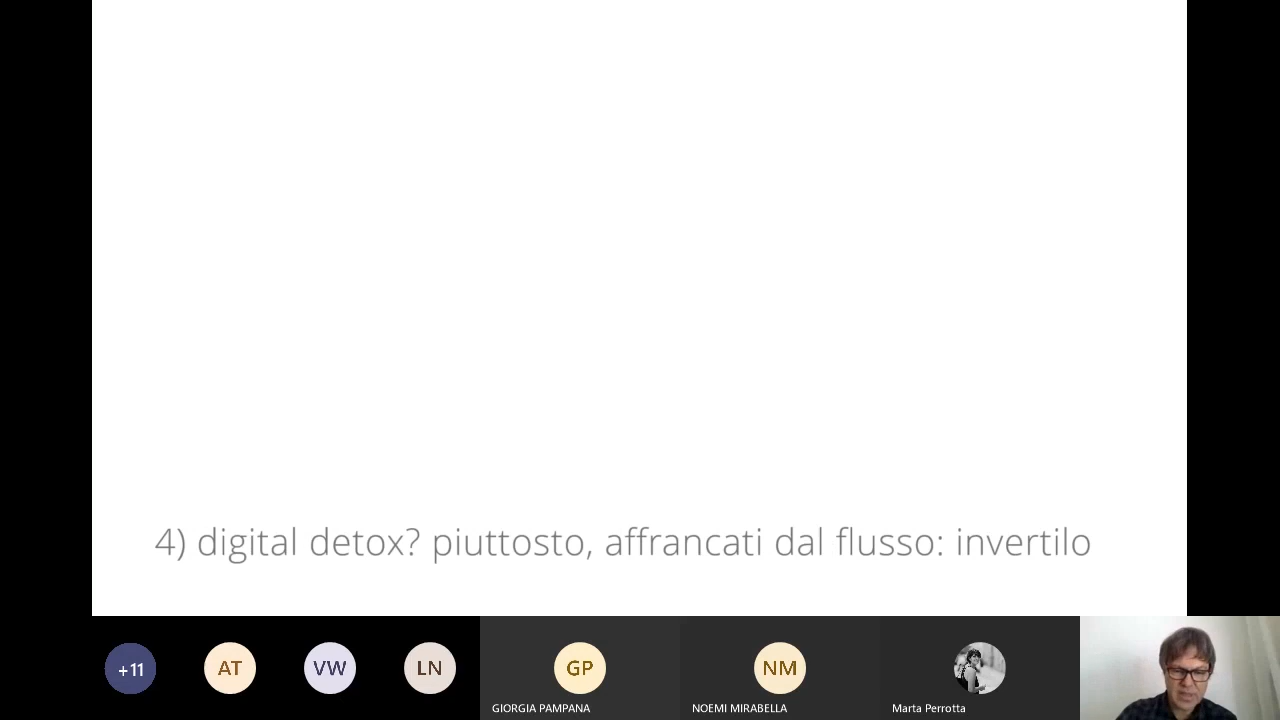 4) digital detox? piuttosto, affrancati dal flusso: invertilo
+11
AT
VW
LN
GP
NM
GIORGIA PAMPANA
NOEMI MIRABELLA
Marta Perrotta